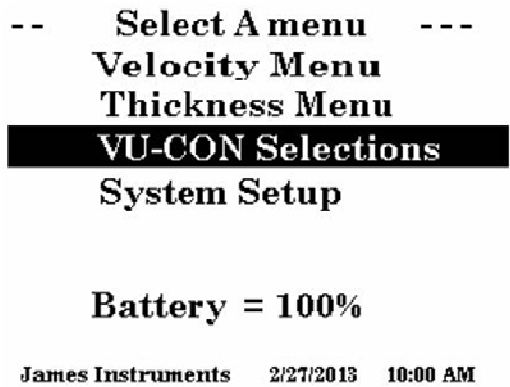 -- Select A menu ---
Velocity Menu
Thickness Menu
VU-CON Selections
System Setup
Battery = 100%
James Instruments 2/27/2013 10:00 AM